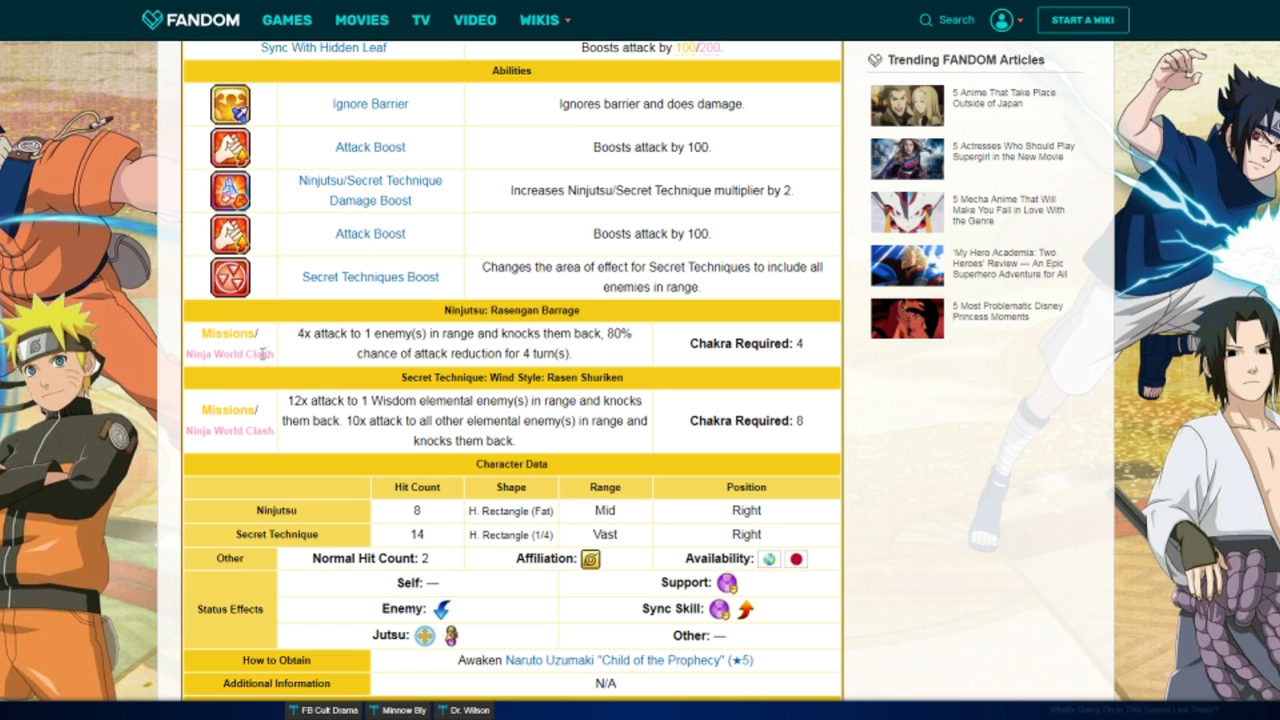 FANDOM GAMES MOVIES TV VIDEO WIKIS Search START A WIKI
Sync With Hidden Leaf Boosts attack by 100/200.
Abilities
Ignore Barrier Ignores barrier and does damage.
Attack Boost Boosts attack by 100.
Ninjutsu/Secret Technique
Damage Boost
Increases Ninjutsu/Secret Technique multiplier by 2.
Attack Boost Boosts attack by 100.
Secret Techniques Boost
Changes the area of effect for Secret Techniques to include all
enemies in range.
Ninjutsu: Rasengan Barrage
Missions/
Ninja World Clash
4x attack to 1 enemy(s) in range and knocks them back, 80%
chance of attack reduction for 4 turn(s).
Chakra Required: 4
Secret Technique: Wind Style: Rasen Shuriken
Missions/
Ninja World Clash
12x attack to 1 Wisdom elemental enemy(s) in range and knocks
them back. 10x attack to all other elemental enemy(s) in range and
knocks them back.
Chakra Required: 8
Character Data
Hit Count Shape Range Position
Ninjutsu 8 H. Rectangle (Fat) Mid Right
Secret Technique 14 H. Rectangle (1/4) Vast Right
Other Normal Hit Count: 2 Affiliation: Availability:
Status Effects
Self: — Support:
Enemy: Sync Skill:
Jutsu: Other: —
How to Obtain Awaken Naruto Uzumaki "Child of the Prophecy" (★5)
Additional Information N/A
Trending FANDOM Articles
5 Anime That Take Place
Outside of Japan
5 Actresses Who Should Play
Supergirl in the New Movie
5 Mecha Anime That Will
Make You Fall in Love With
the Genre
'My Hero Academia: Two
Heroes' Review — An Epic
Superhero Adventure for All
5 Most Problematic Disney
Princess Moments
FB Cult Drama Minnow Bly Dr. Wilson